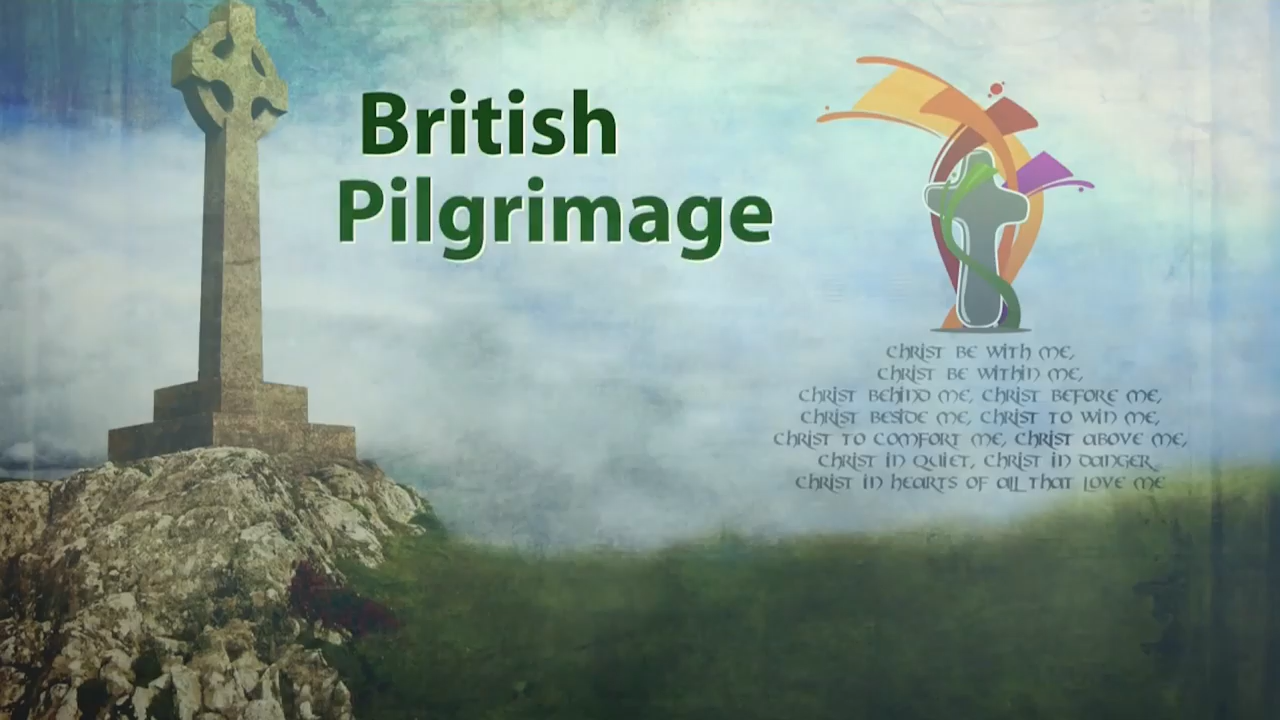 British
Pilgrimage
Christ be with me,
Christ be within me,
Christ behind me, Christ before me,
Christ beside me, Christ to win me,
Christ to comfort me, Christ above me,
Christ in quiet, Christ in danger,
Christ in hearts of all that love me